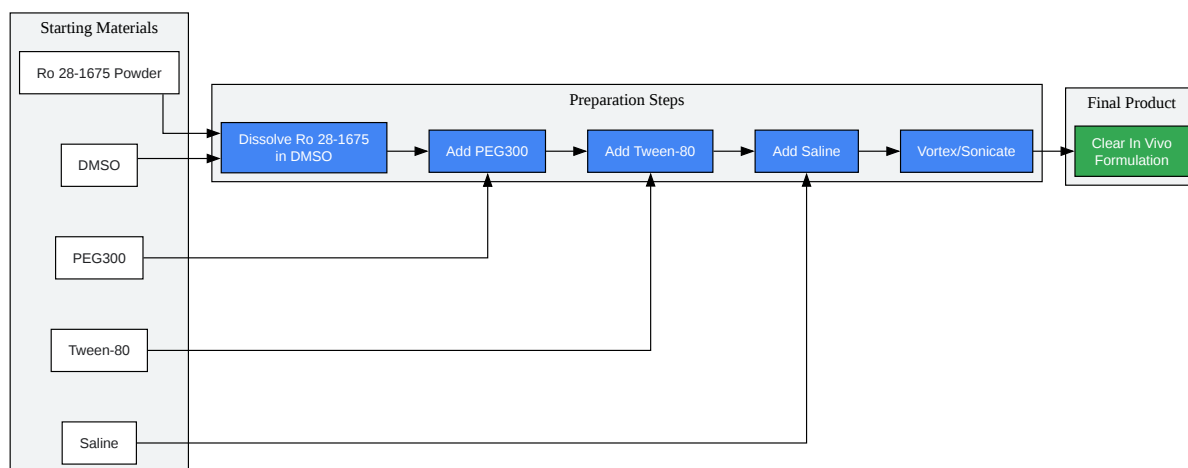 Starting Materials
Ro 28-1675 Powder
DMSO
PEG300
Tween-80
Saline
Preparation Steps
Dissolve Ro 28-1675
in DMSO
Add PEG300
Add Tween-80
Add Saline
Vortex/Sonicate
Final Product
Clear In Vivo
Formulation